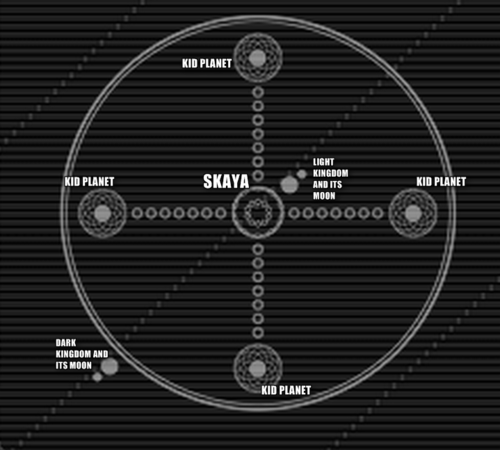 KID PLANET
LIGHT
KINGDOM
AND ITS
MOON
SKAYA
KID PLANET
KID PLANET
DARK
KINGDOM AND
ITS MOON
KID PLANET